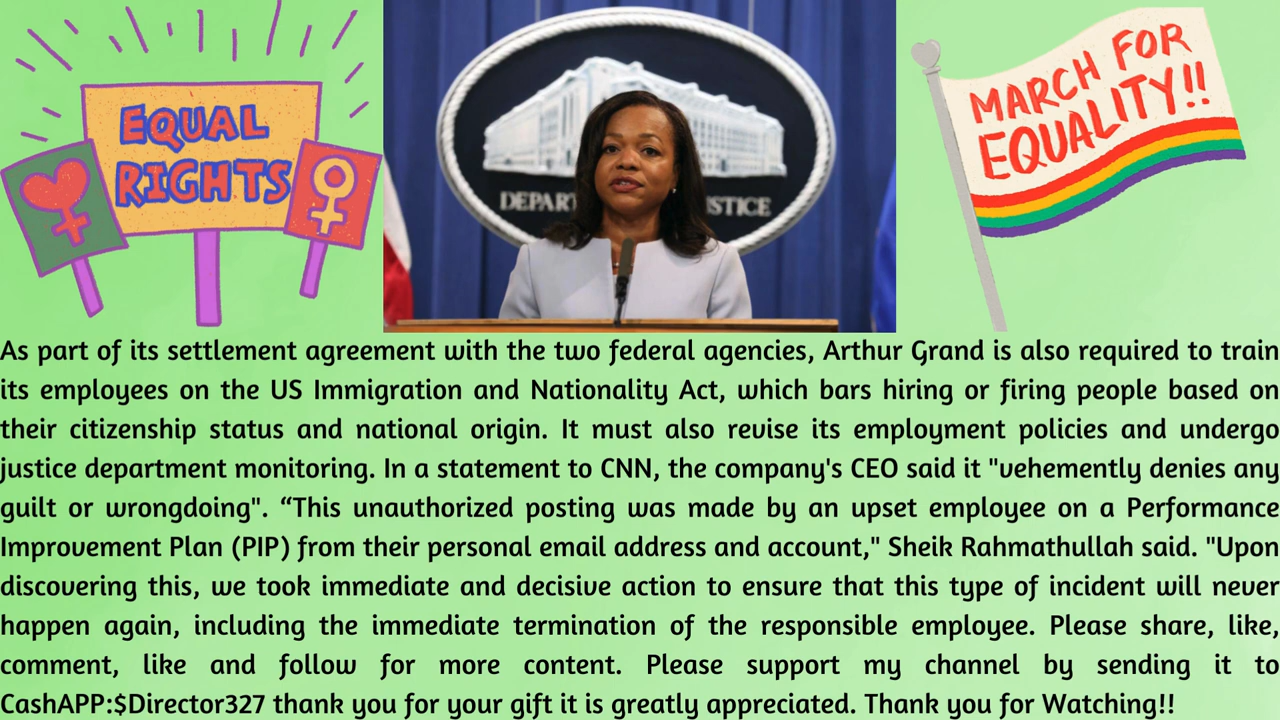 EQUAL
RIGHTS
DEPAR
STICE
MARCH FOR
EQUALITY!!
As part of its settlement agreement with the two federal agencies, Arthur Grand is also required to train
its employees on the US Immigration and Nationality Act, which bars hiring or firing people based on
their citizenship status and national origin. It must also revise its employment policies and undergo
justice department monitoring. In a statement to CNN, the company's CEO said it "vehemently denies any
guilt or wrongdoing". “This unauthorized posting was made by an upset employee on a Performance
Improvement Plan (PIP) from their personal email address and account," Sheik Rahmathullah said. "Upon
discovering this, we took immediate and decisive action to ensure that this type of incident will never
happen again, including the immediate termination of the responsible employee. Please share, like,
comment, like and follow for more content. Please support my channel by sending it to
CashAPP:$Director327 thank you for your gift it is greatly appreciated. Thank you for Watching!!